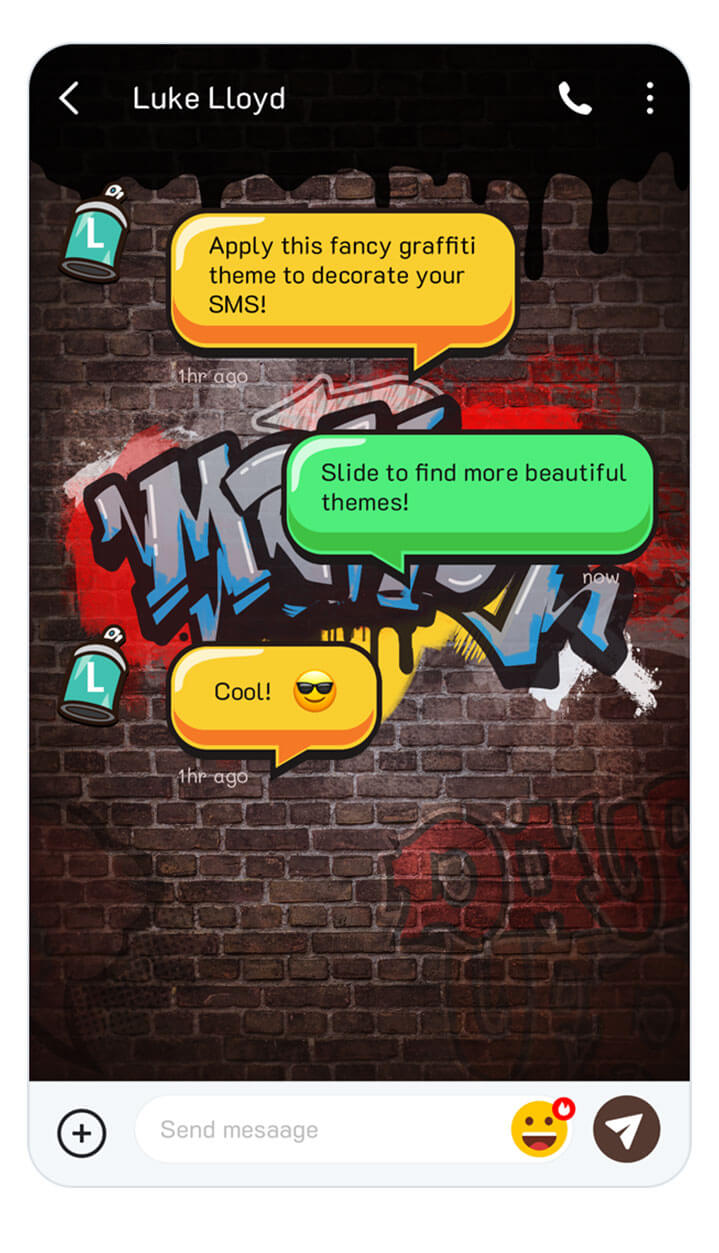 Luke Lloyd
L
Apply this fancy graffiti
theme to decorate your
SMS!
1hr ago
Slide to find more beautiful
themes!
now
L
Cool!
1hr ago
Send mesaage